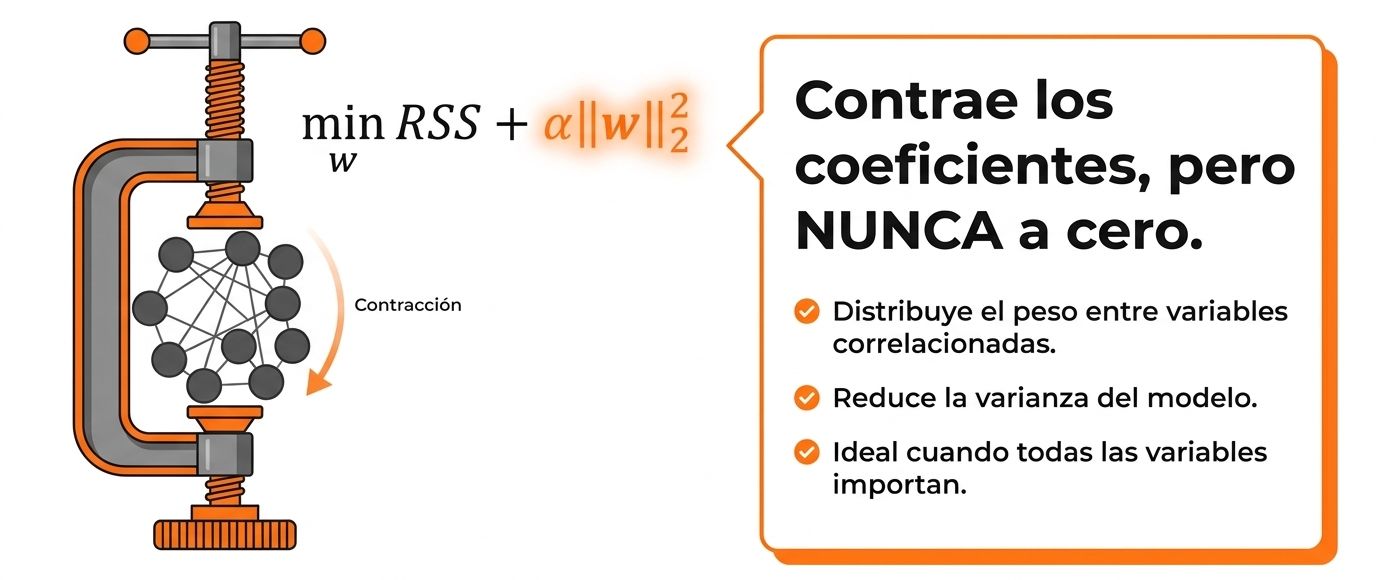 min RSS + α||w||²₂
w
Contracción
Contrae los
coeficientes, pero
NUNCA a cero.
Distribuye el peso entre variables
correlacionadas.
Reduce la varianza del modelo.
Ideal cuando todas las variables
importan.